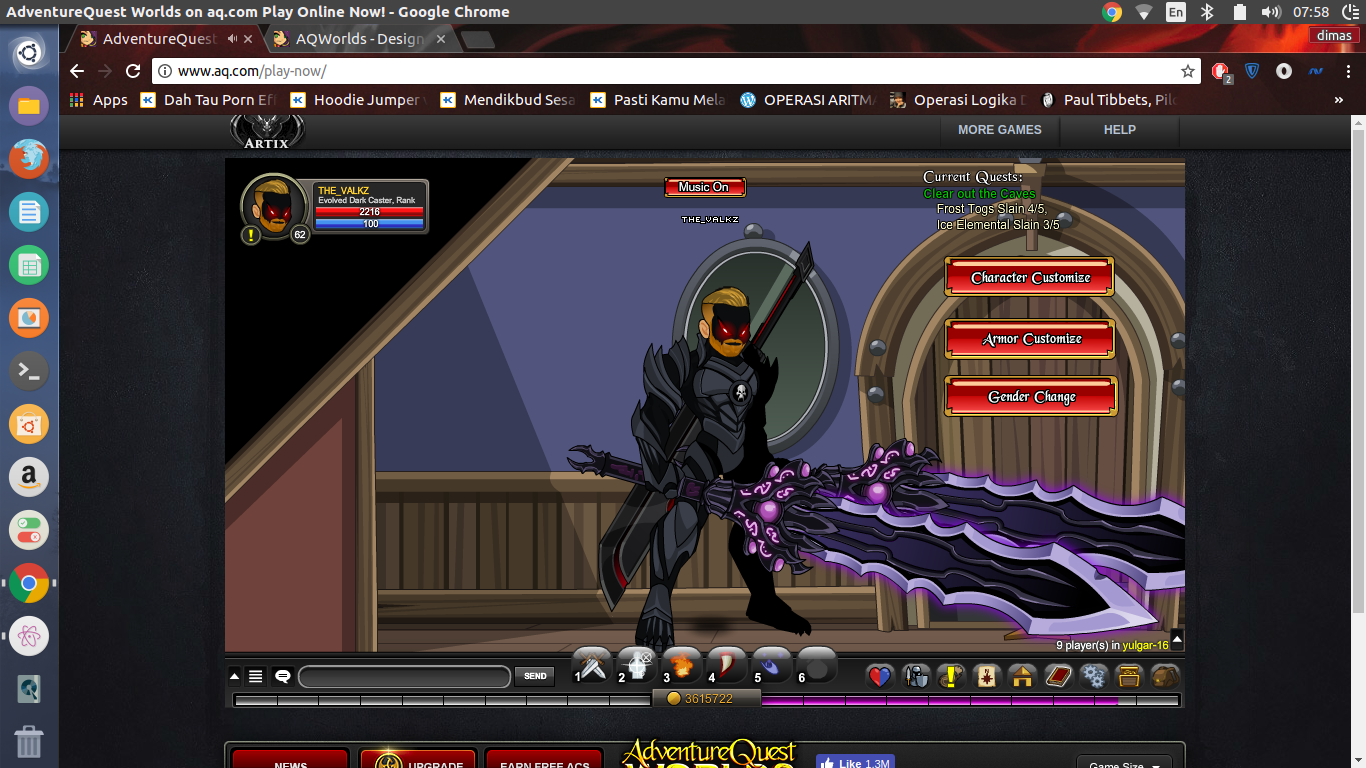 AdventureQuest Worlds on aq.com Play Online Now! - Google Chrome
En
07:58
AdventureQuest
AQWorlds - Design
dimas
www.aq.com/play-now/
2
Apps
Dah Tau Porn Eff
Hoodie Jumper
Mendikbud Sesa
Pasti Kamu Mela
OPERASI ARITMA
Operasi Logika D
Paul Tibbets, Pil
»
ARTIX
MORE GAMES
HELP
THE_VALKZ
Evolved Dark Caster, Rank
2216
100
62
Music On
THE_VALKZ
Current Quests:
Clear out the Caves
Frost Togs Slain 4/5,
Ice Elemental Slain 3/5
Character Customize
Armor Customize
Gender Change
9 player(s) in yulgar-16
SEND
1
2
3
4
5
6
3615722
NEWS
UPGRADE
EARN FREE ACS
AdventureQuest
WORLDS
Like 1.3M
Game Size